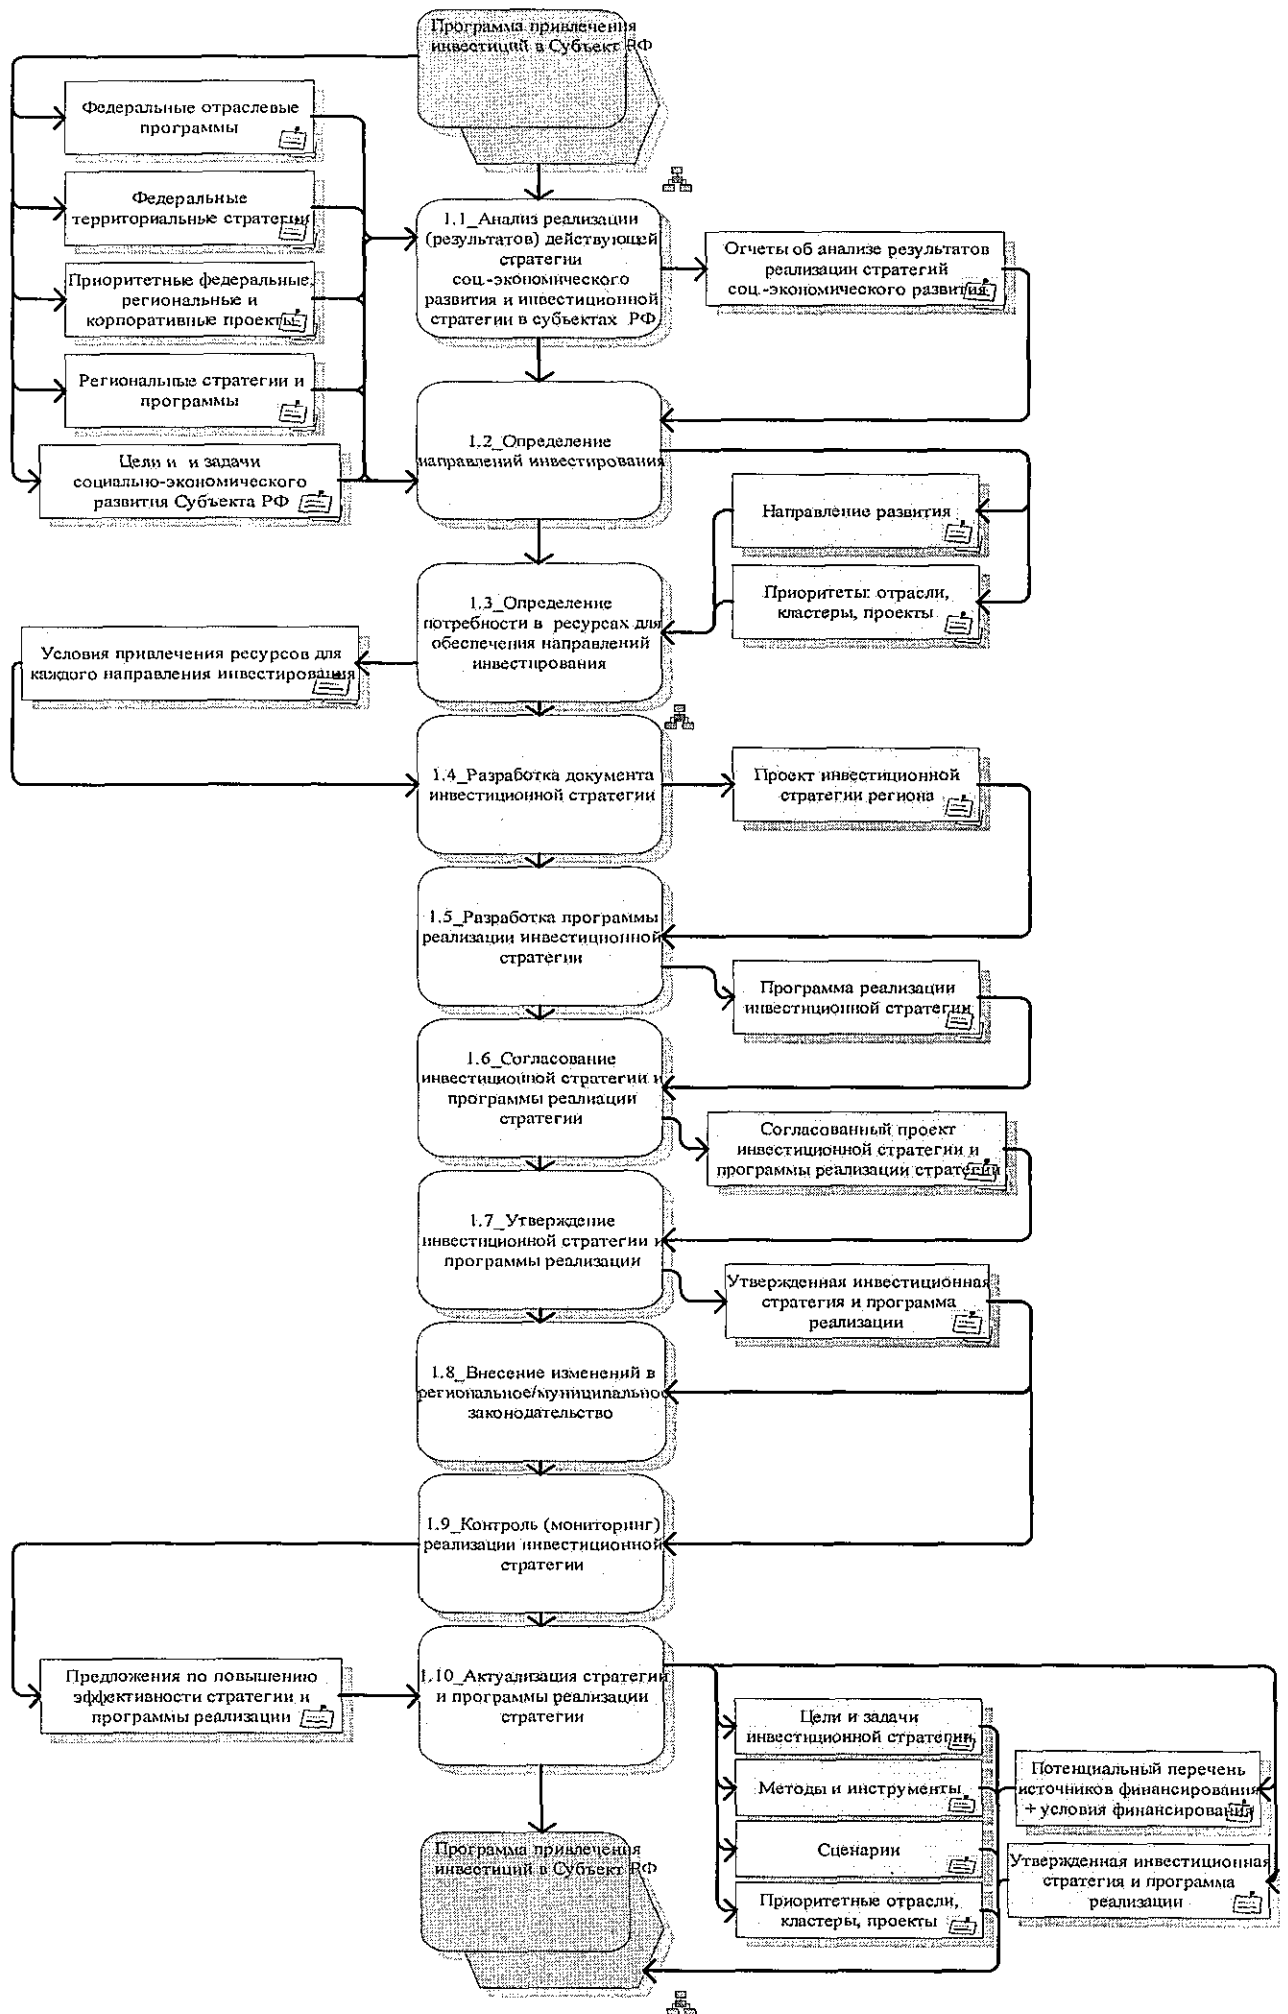 Программа привлечения
инвестиций в Субъект РФ
Федеральные отраслевые
программы
Федеральные
территориальные стратегии
Приоритетные федеральные,
региональные и
корпоративные проекты
Региональные стратегии и
программы
Цели и и задачи
социально-экономического
развития Субъекта РФ
1.1_Анализ реализации
(результатов) действующей
стратегии
соц.-экономического
развития и инвестиционной
стратегии в субъектах РФ
Отчеты об анализе результатов
реализации стратегий
соц.-экономического развития
1.2_Определение
направлений инвестирования
Направление развития
Приоритеты: отрасли,
кластеры, проекты
1.3_Определение
потребности в ресурсах для
обеспечения направлений
инвестирования
Условия привлечения ресурсов для
каждого направления инвестирования
1.4_Разработка документа
инвестиционной стратегии
Проект инвестиционной
стратегии региона
1.5_Разработка программы
реализации инвестиционной
стратегии
Программа реализации
инвестиционной стратегии
1.6_Согласование
инвестиционной стратегии и
программы реалиации
стратегии
Согласованный проект
инвестиционной стратегии и
программы реализации стратегии
1.7_Утверждение
инвестиционной стратегии и
программы реализации
Утвержденная инвестиционная
стратегия и программа
реализации
1.8_Внесение изменений в
региональное/муниципальное
законодательство
1.9_Контроль (мониторинг)
реализации инвестиционной
стратегии
Предложения по повышению
эффективности стратегии и
программы реализации
1.10_Актуализация стратегии
и программы реализации
стратегии
Цели и задачи
инвестиционной стратегии
Методы и инструменты
Сценарии
Приоритетные отрасли,
кластеры, проекты
Потенциальный перечень
источников финансирования
+ условия финансирования
Утвержденная инвестиционная
стратегия и программа
реализации
Программа привлечения
инвестиций в Субъект РФ